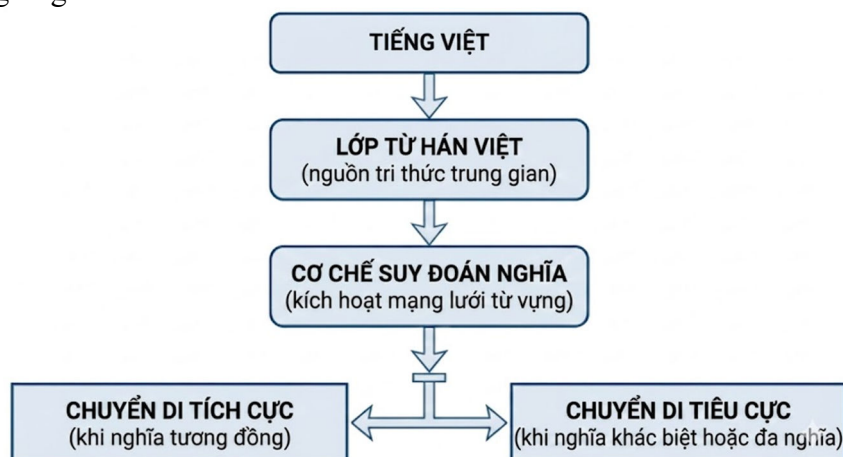 TIẾNG VIỆT
LỚP TỪ HÁN VIỆT
(nguồn tri thức trung gian)
CƠ CHẾ SUY ĐOÁN NGHĨA
(kích hoạt mạng lưới từ vựng)
CHUYỂN DI TÍCH CỰC
(khi nghĩa tương đồng)
CHUYỂN DI TIÊU CỰC
(khi nghĩa khác biệt hoặc đa nghĩa)